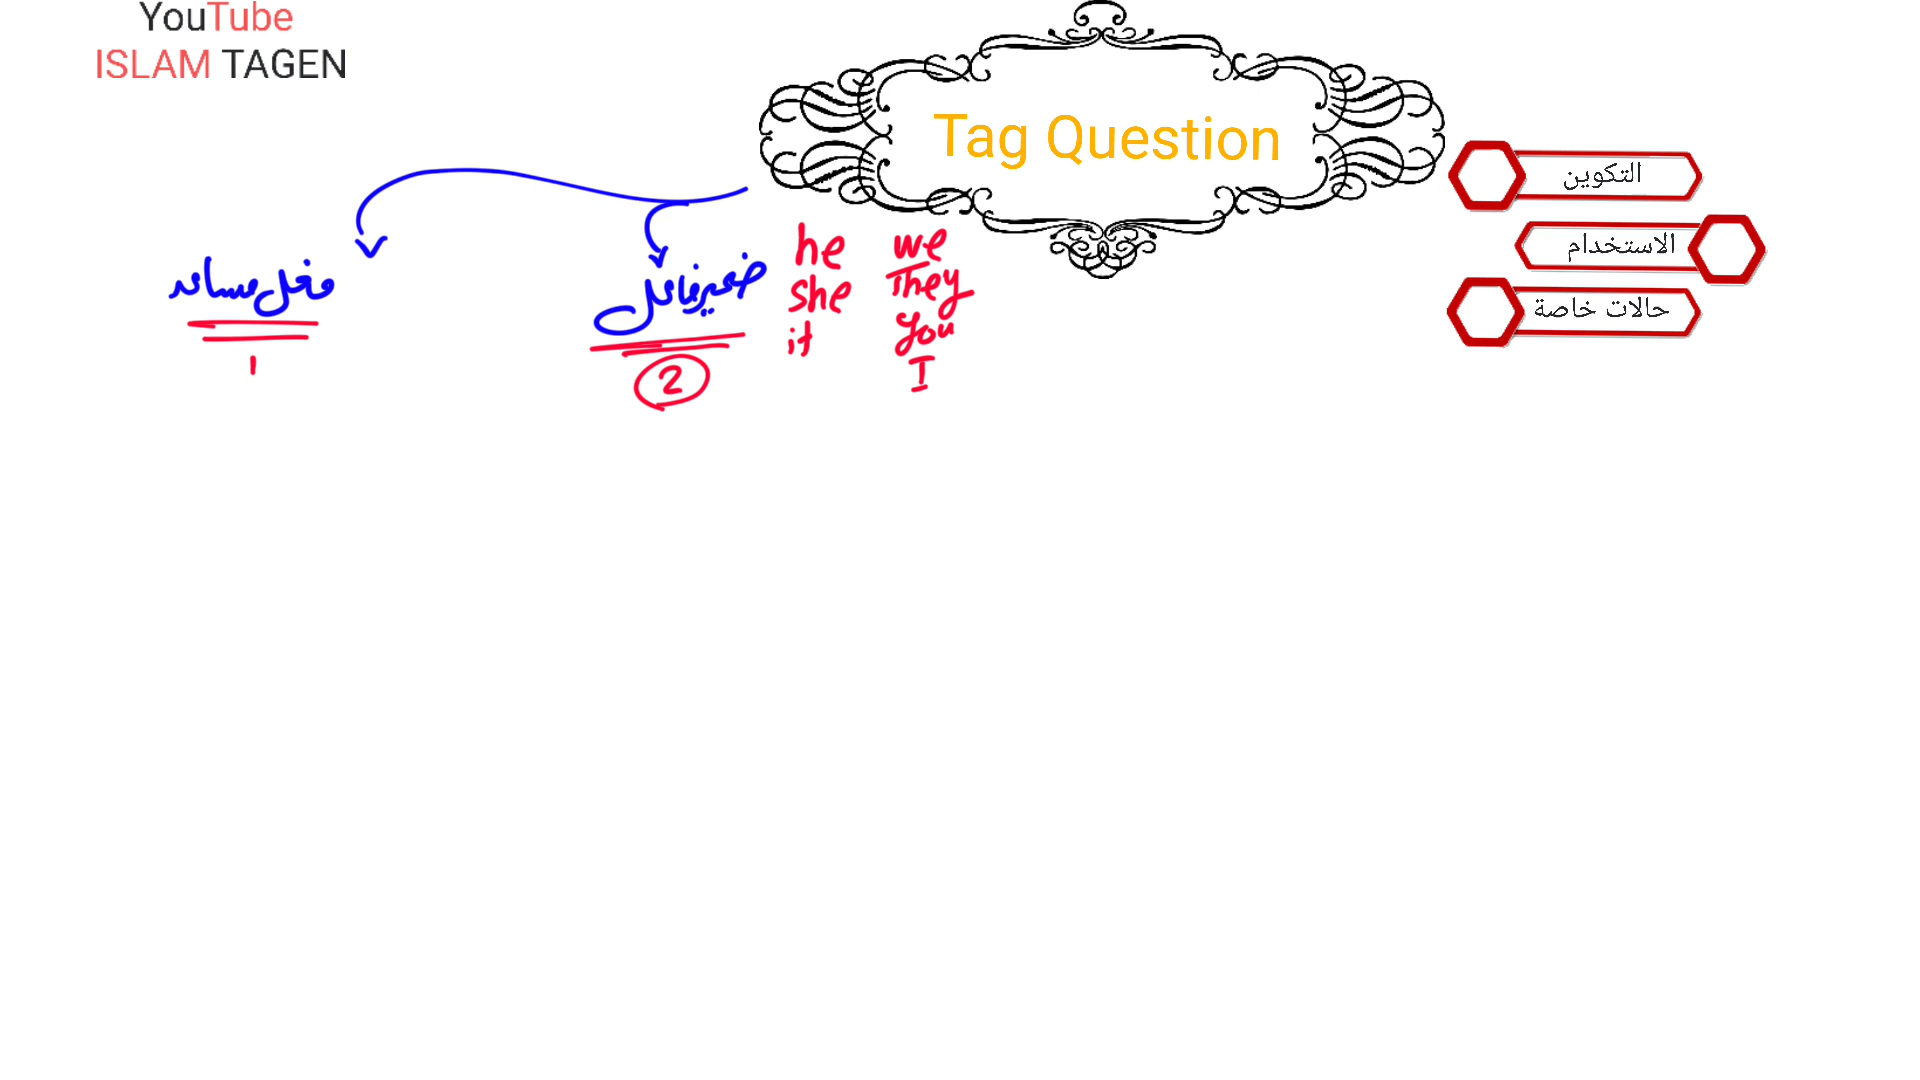 YouTube
ISLAM TAGEN
Tag Question
التكوين
الاستخدام
حالات خاصة
فعل مساعد
1
ضمير فاعل
2
he
she
it
we
They
you
I